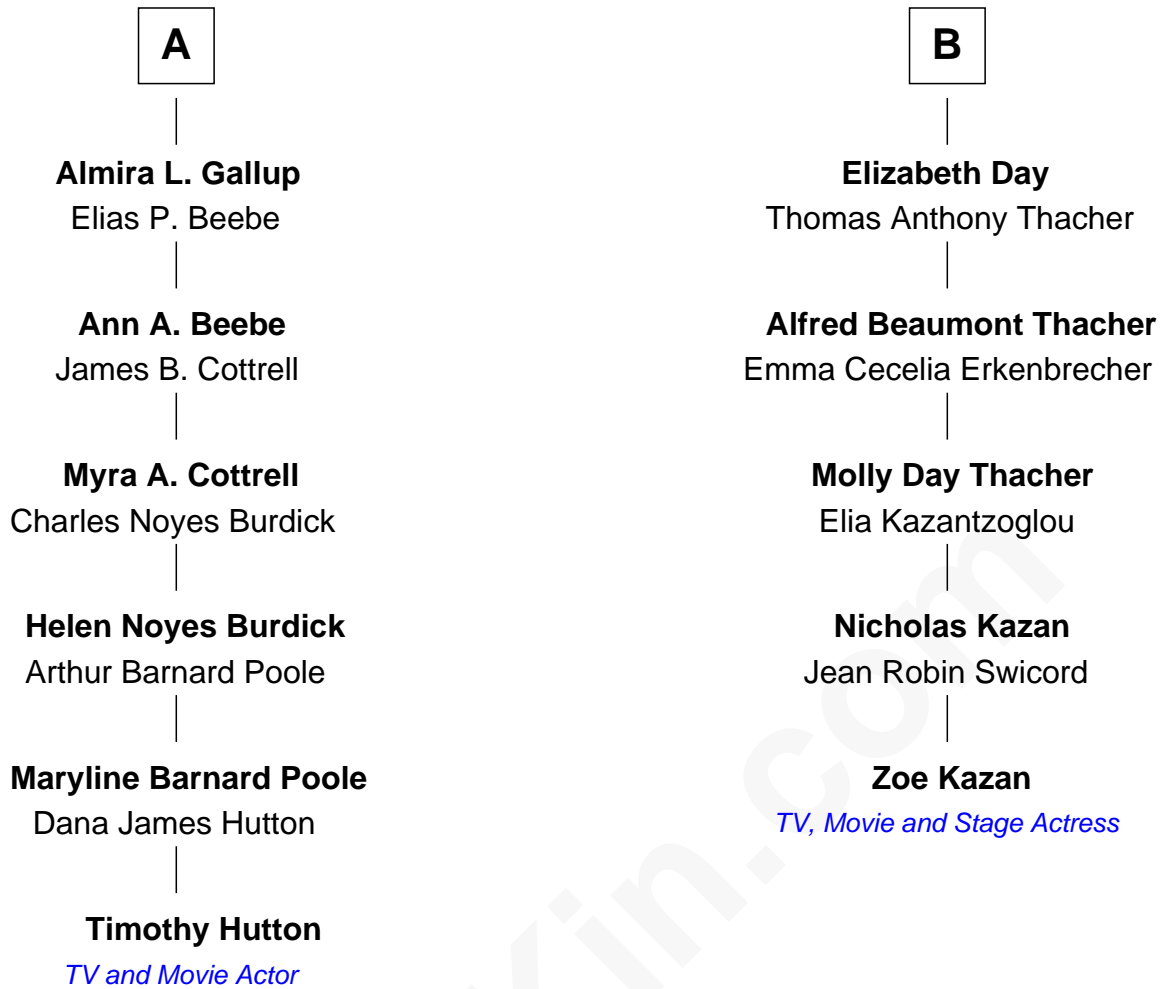 A
Almira L. Gallup
Elias P. Beebe
Ann A. Beebe
James B. Cottrell
Myra A. Cottrell
Charles Noyes Burdick
Helen Noyes Burdick
Arthur Barnard Poole
Maryline Barnard Poole
Dana James Hutton
Timothy Hutton
TV and Movie Actor
B
Elizabeth Day
Thomas Anthony Thacher
Alfred Beaumont Thacher
Emma Cecelia Erkenbrecher
Molly Day Thacher
Elia Kazantzoglou
Nicholas Kazan
Jean Robin Swicord
Zoe Kazan
TV, Movie and Stage Actress
Kin.com